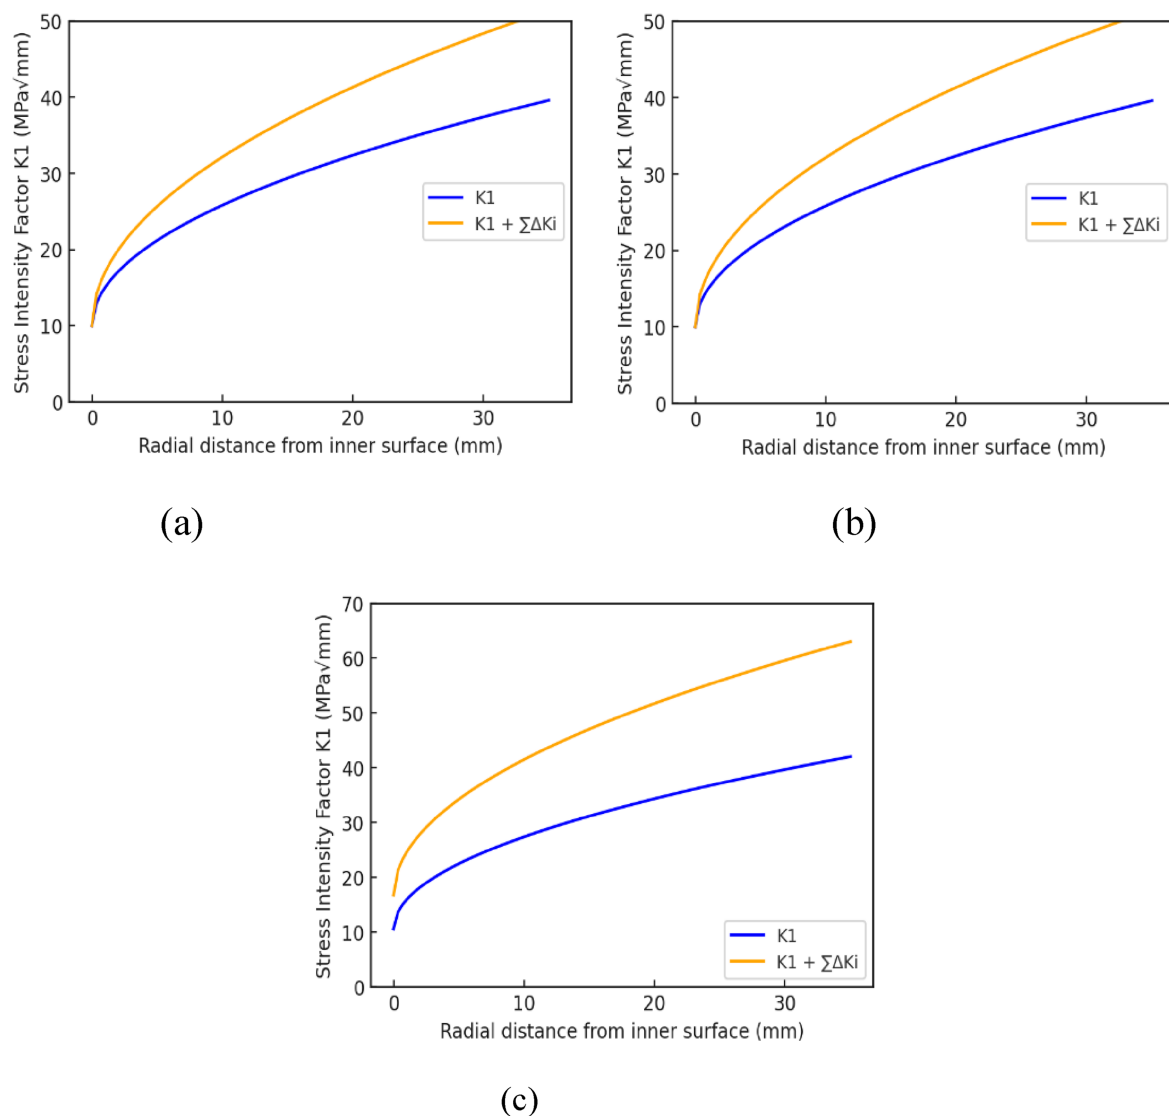 Stress Intensity Factor K1 (MPa√mm)
50
40
30
20
10
0
K1
K1 + ∑ΔKi
0 10 20 30
Radial distance from inner surface (mm)
(a)
Stress Intensity Factor K1 (MPa√mm)
50
40
30
20
10
0
K1
K1 + ∑ΔKi
0 10 20 30
Radial distance from inner surface (mm)
(b)
Stress Intensity Factor K1 (MPa√mm)
70
60
50
40
30
20
10
0
K1
K1 + ∑ΔKi
0 10 20 30
Radial distance from inner surface (mm)
(c)